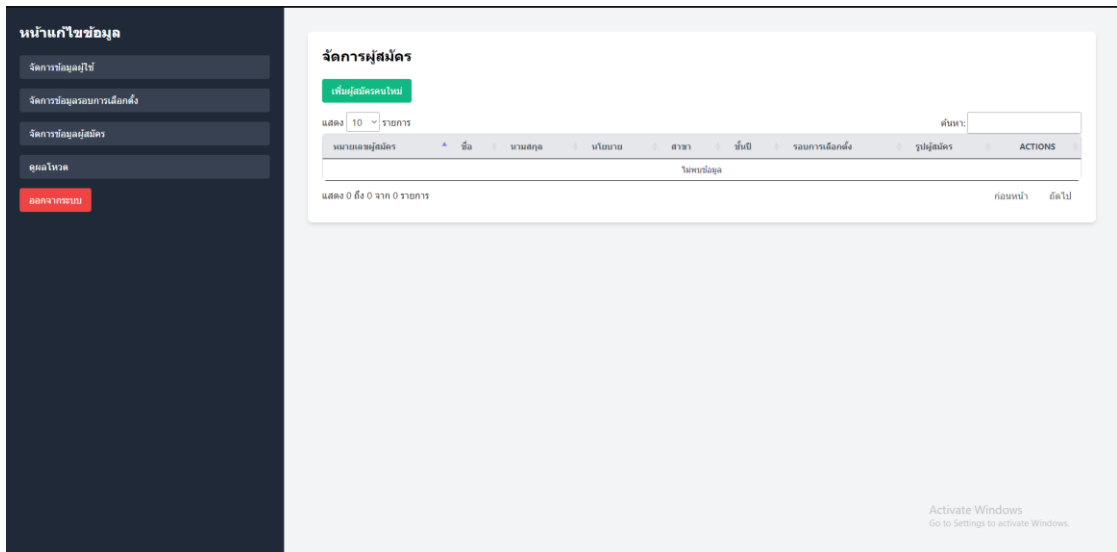 หน้าแก้ไขข้อมูล
จัดการข้อมูลผู้ใช้
จัดการข้อมูลรอบการเลือกตั้ง
จัดการข้อมูลผู้สมัคร
ดูผลโหวต
ออกจากระบบ
จัดการผู้สมัคร
เพิ่มผู้สมัครคนใหม่
แสดง 10 รายการ ค้นหา:
หมายเลขผู้สมัคร ชื่อ นามสกุล นโยบาย สาขา ชั้นปี รอบการเลือกตั้ง รูปผู้สมัคร ACTIONS
ไม่พบข้อมูล
แสดง 0 ถึง 0 จาก 0 รายการ ก่อนหน้า ถัดไป
Activate Windows
Go to Settings to activate Windows.